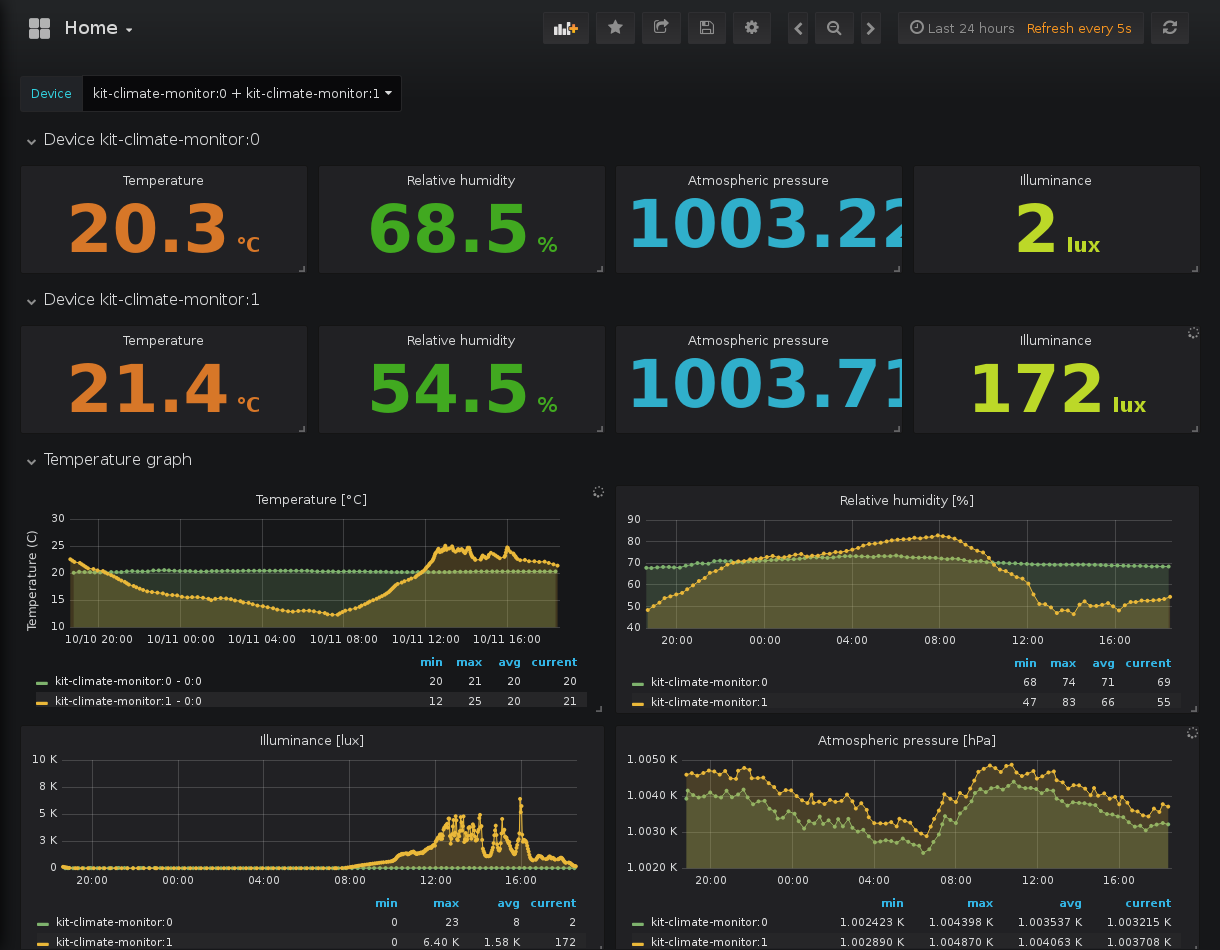 Home
Last 24 hours Refresh every 5s
Device kit-climate-monitor:0 + kit-climate-monitor:1
Device kit-climate-monitor:0
Temperature Relative humidity Atmospheric pressure Illuminance
20.3 °C 68.5 % 1003.22 2 lux
Device kit-climate-monitor:1
Temperature Relative humidity Atmospheric pressure Illuminance
21.4 °C 54.5 % 1003.71 172 lux
Temperature graph
Temperature [°C]
Temperature (C)
30
25
20
15
10
10/10 20:00 10/11 00:00 10/11 04:00 10/11 08:00 10/11 12:00 10/11 16:00
min max avg current
kit-climate-monitor:0 - 0:0 20 21 20 20
kit-climate-monitor:1 - 0:0 12 25 20 21
Relative humidity [%]
90
80
70
60
50
40
20:00 00:00 04:00 08:00 12:00 16:00
min max avg current
kit-climate-monitor:0 68 74 71 69
kit-climate-monitor:1 47 83 66 55
Illuminance [lux]
10 K
8 K
5 K
3 K
0
20:00 00:00 04:00 08:00 12:00 16:00
min max avg current
kit-climate-monitor:0 0 23 8 2
kit-climate-monitor:1 0 6.40 K 1.58 K 172
Atmospheric pressure [hPa]
1.0050 K
1.0040 K
1.0030 K
1.0020 K
20:00 00:00 04:00 08:00 12:00 16:00
min max avg current
kit-climate-monitor:0 1.002423 K 1.004398 K 1.003537 K 1.003215 K
kit-climate-monitor:1 1.002890 K 1.004870 K 1.004063 K 1.003708 K